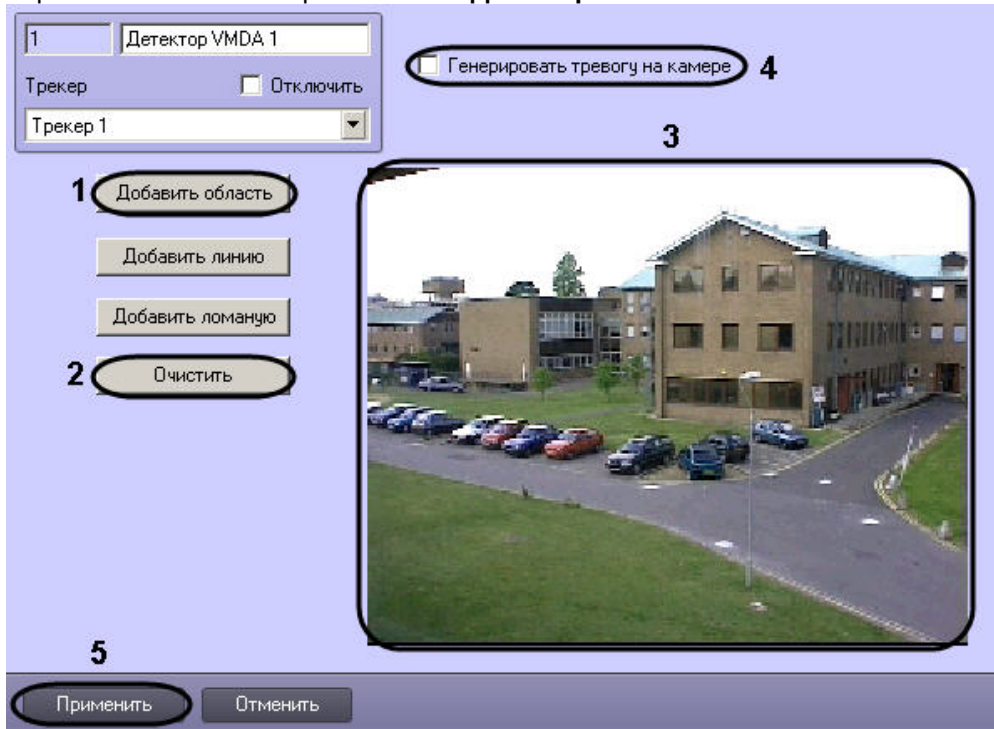 1 Детектор VMDA 1
Трекер Отключить
Трекер 1
Генерировать тревогу на камере 4
3
1 Добавить область
Добавить линию
Добавить ломаную
2 Очистить
5
Применить Отменить